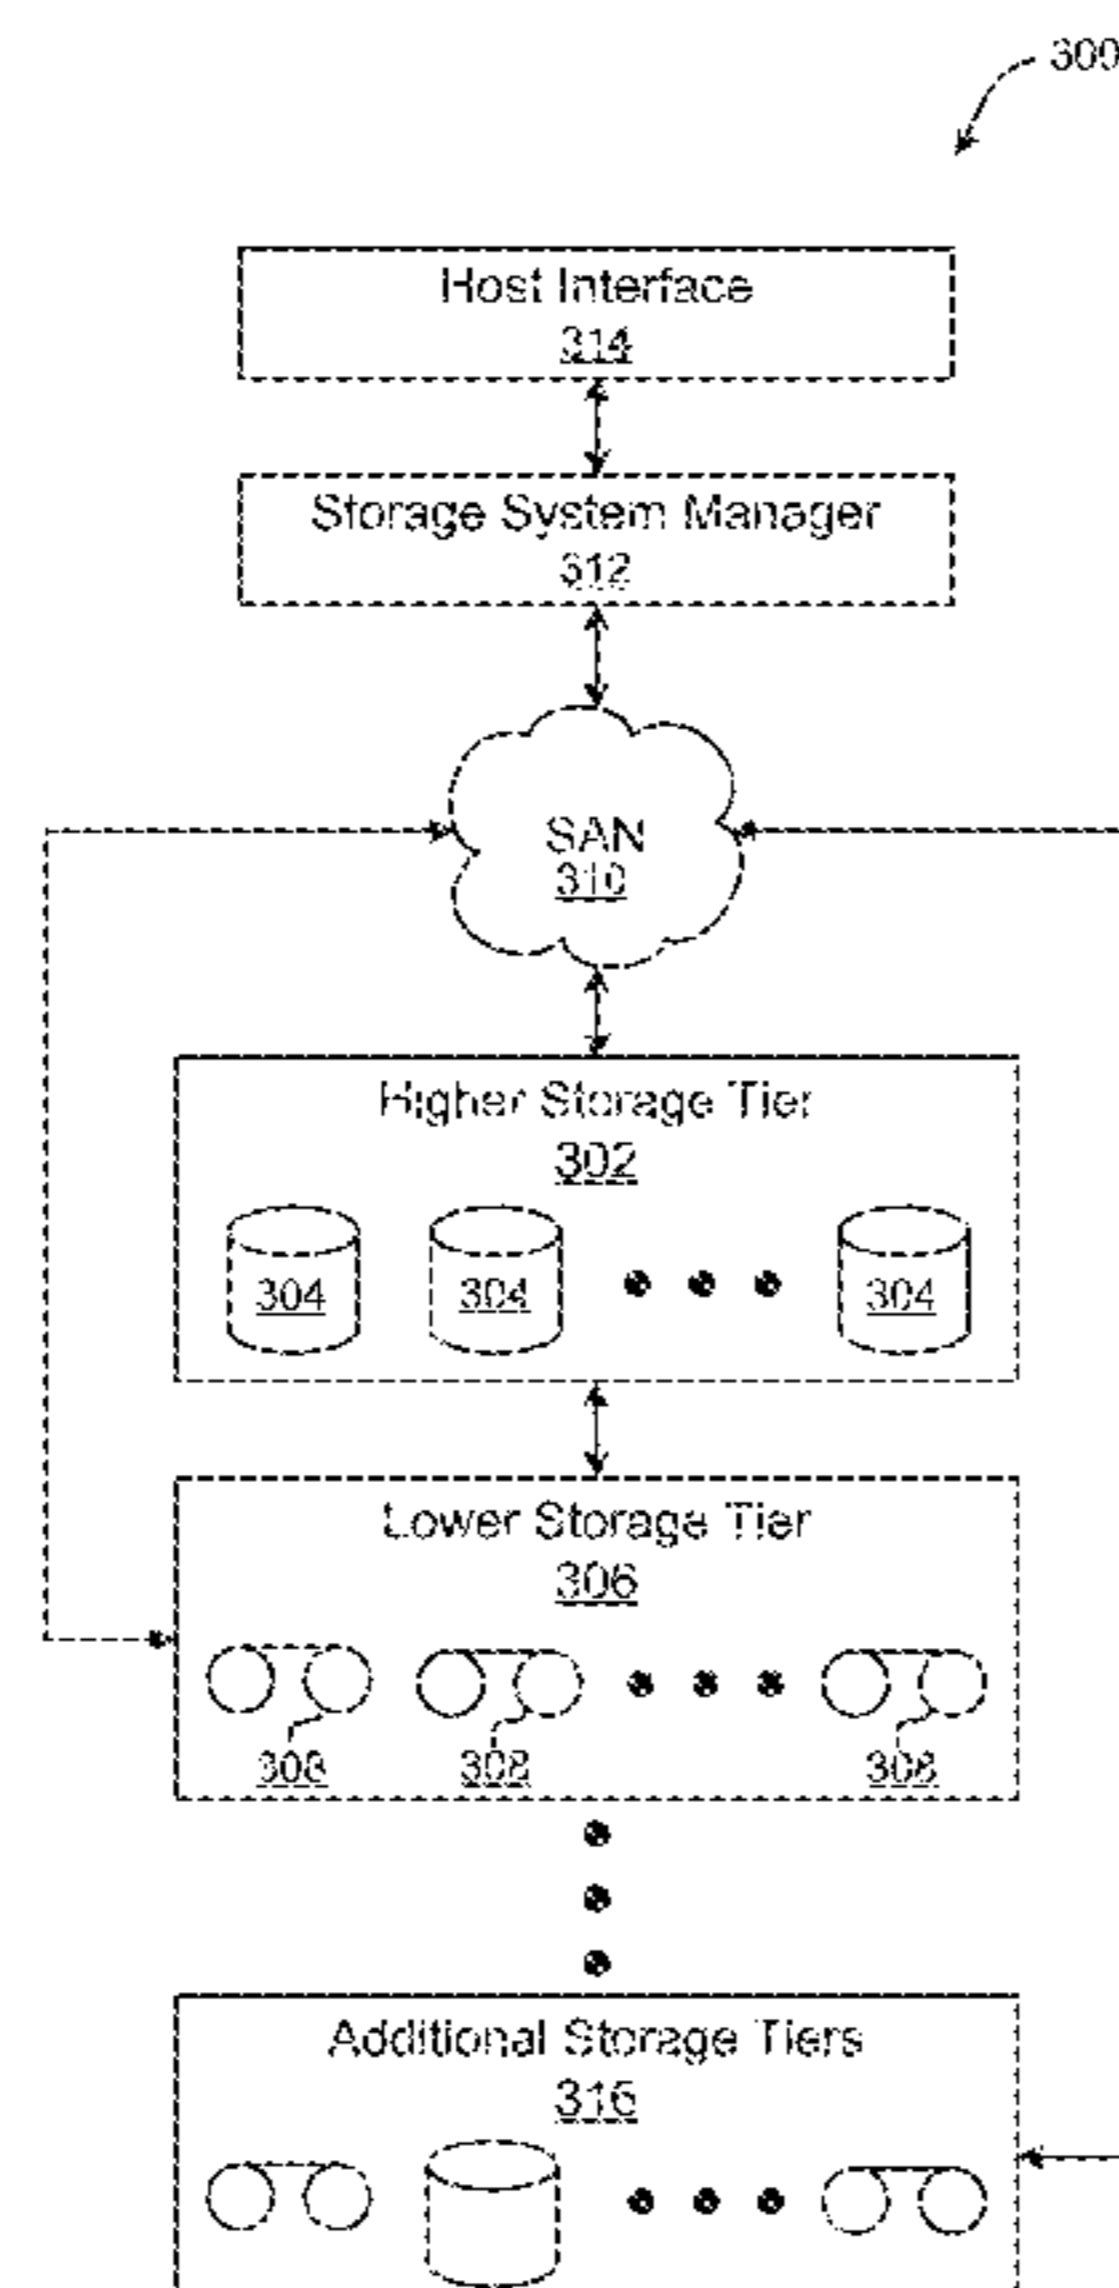 300
Host Interface
314
Storage System Manager
312
SAN
310
Higher Storage Tier
302
304 304 304
Lower Storage Tier
306
308 308 308
Additional Storage Tiers
316